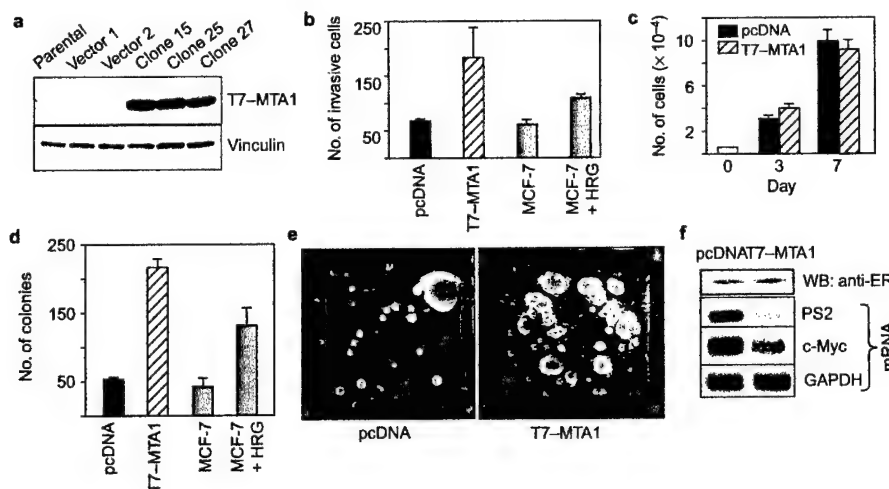 a
Parental
Vector 1
Vector 2
Clone 15
Clone 25
Clone 27
T7–MTA1
Vinculin
b
No. of invasive cells
250
150
50
pcDNA
T7–MTA1
MCF-7
MCF-7
+ HRG
c
No. of cells (× 10⁻⁴)
10
8
6
4
2
pcDNA
T7–MTA1
0 3 7
Day
d
No. of colonies
250
150
50
pcDNA
T7–MTA1
MCF-7
MCF-7
+ HRG
e
pcDNA
T7–MTA1
f
pcDNAT7–MTA1
WB: anti-ER
PS2
c-Myc
GAPDH
mRNA